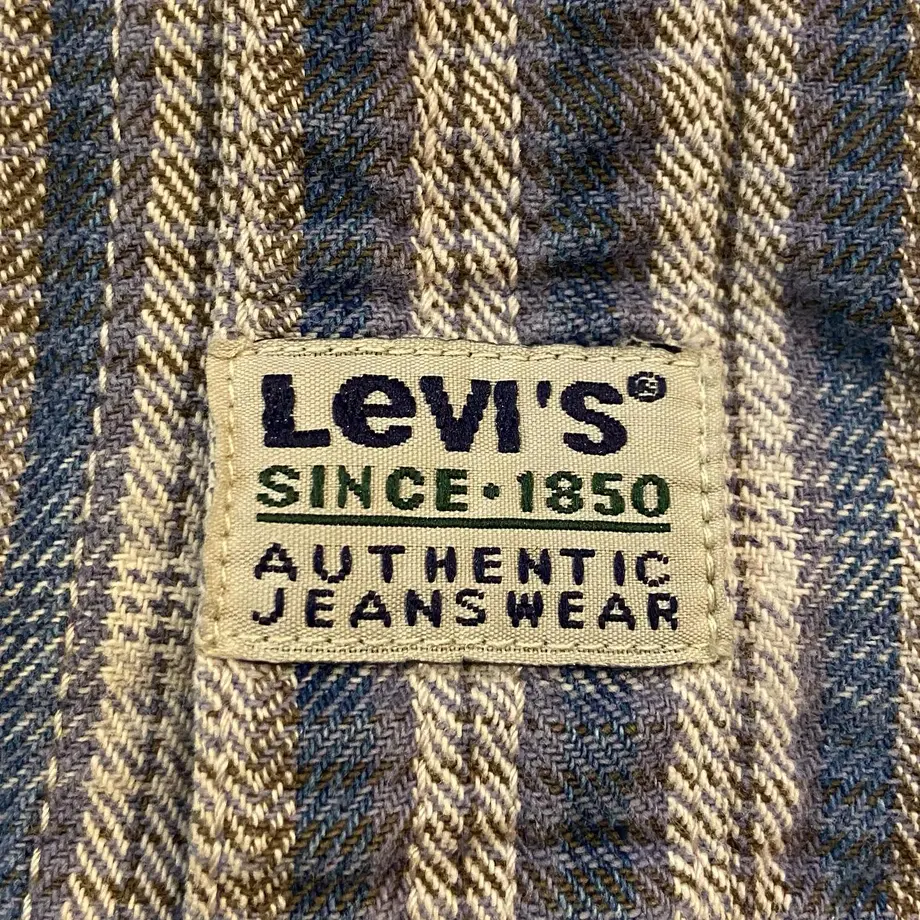 LeVI'S®
SINCE · 1850
AUTHENTIC
JEANSWEAR